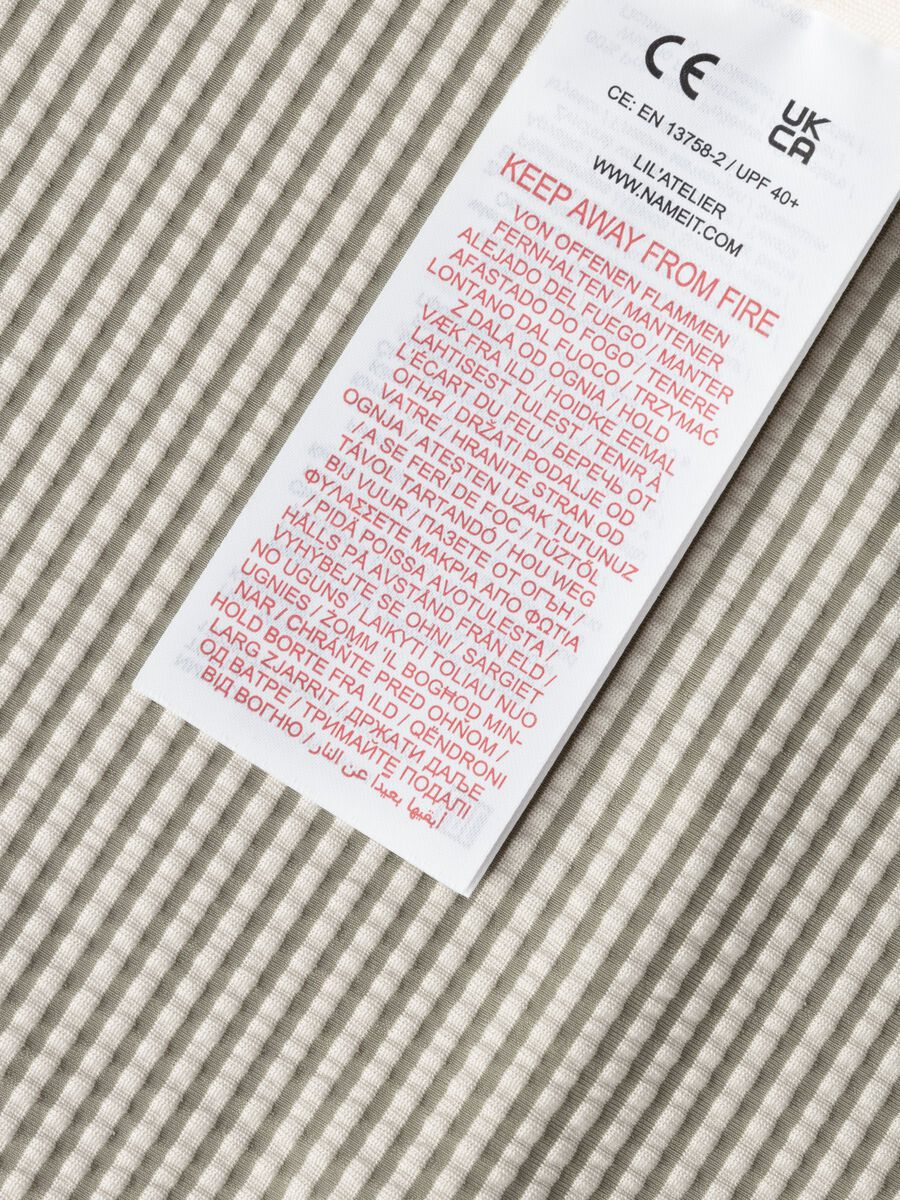 CE
UK
CA
CE: EN 13758-2 / UPF 40+
LIL'ATELIER
WWW.NAMEIT.COM
KEEP AWAY FROM FIRE
VON OFFENEN FLAMMEN
FERNHALTEN / MANTENER
ALEJADO DEL FUEGO / MANTER
AFASTADO DO FOGO / TENERE
LONTANO DAL FUOCO / TRZYMAĆ
Z DALA OD OGNIA / HOLD
VÆK FRA ILD / HOIDKE EEMAL
LAHTISEST TULEST / TENIR À
L'ÉCART DU FEU / БЕРЕЧЬ ОТ
ОГНЯ / DRŽATI PODALJE OD
VATRE / HRANITE STRAN OD
OGNJA / ATEŞTEN UZAK TUTUNUZ
/ A SE FERI DE FOC / TŰZTŐL
TÁVOL TARTANDÓ / HOU WEG
BIJ VUUR / ПАЗЕТЕ ОТ ОГЪН /
ΦΥΛΑΣΣΕΤΕ ΜΑΚΡΙΑ ΑΠΟ ΦΩΤΙΑ
/ PIDÄ POISSA AVOTULESTA /
HÅLLS PÅ AVSTÅND FRÅN ELD /
VYHÝBEJTE SE OHNI / SARGIET
NO UGUNS / LAIKYTI TOLIAU NUO
UGNIES / ŻOMM 'IL BOGĦOD MIN-
NAR / CHRÁŇTE PRED OHŇOM /
HOLD BORTE FRA ILD / QËNDRONI
LARG ZJARRIT / ДРЖАТИ ДАЉЕ
ОД ВАТРЕ / ТРИМАЙТЕ ПОДАЛІ
ВІД ВОГНЮ / أبقيها بعيداً عن النار